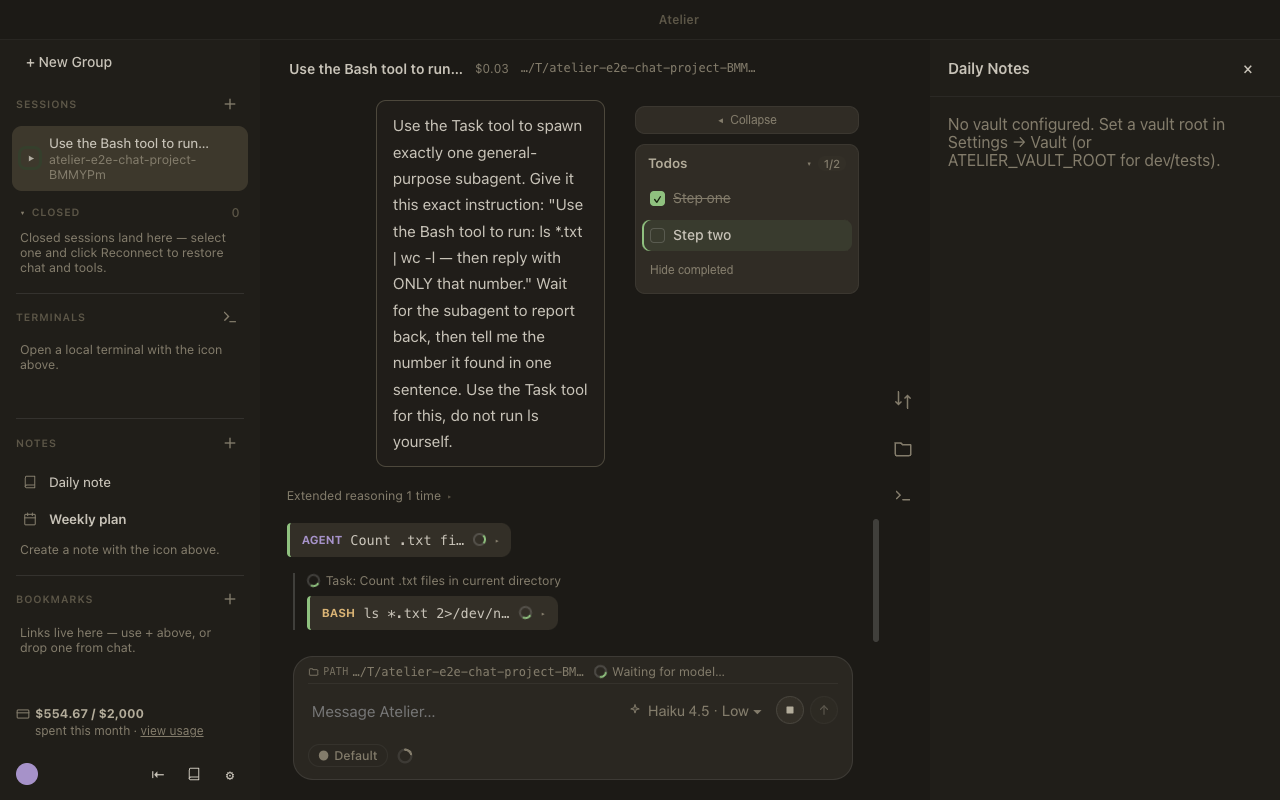 Atelier
+ New Group
SESSIONS
Use the Bash tool to run...
atelier-e2e-chat-project-
BMMYPm
CLOSED 0
Closed sessions land here — select
one and click Reconnect to restore
chat and tools.
TERMINALS
Open a local terminal with the icon
above.
NOTES
Daily note
Weekly plan
Create a note with the icon above.
BOOKMARKS
Links live here — use + above, or
drop one from chat.
$554.67 / $2,000
spent this month · view usage
Use the Bash tool to run... $0.03 …/T/atelier-e2e-chat-project-BMM…
Use the Task tool to spawn
exactly one general-
purpose subagent. Give it
this exact instruction: "Use
the Bash tool to run: ls *.txt
| wc -l — then reply with
ONLY that number." Wait
for the subagent to report
back, then tell me the
number it found in one
sentence. Use the Task tool
for this, do not run ls
yourself.
Collapse
Todos 1/2
Step one
Step two
Hide completed
Extended reasoning 1 time
AGENT Count .txt fi…
Task: Count .txt files in current directory
BASH ls *.txt 2>/dev/n…
PATH …/T/atelier-e2e-chat-project-BM… Waiting for model...
Message Atelier...
Haiku 4.5 · Low
Default
Daily Notes
No vault configured. Set a vault root in
Settings → Vault (or
ATELIER_VAULT_ROOT for dev/tests).